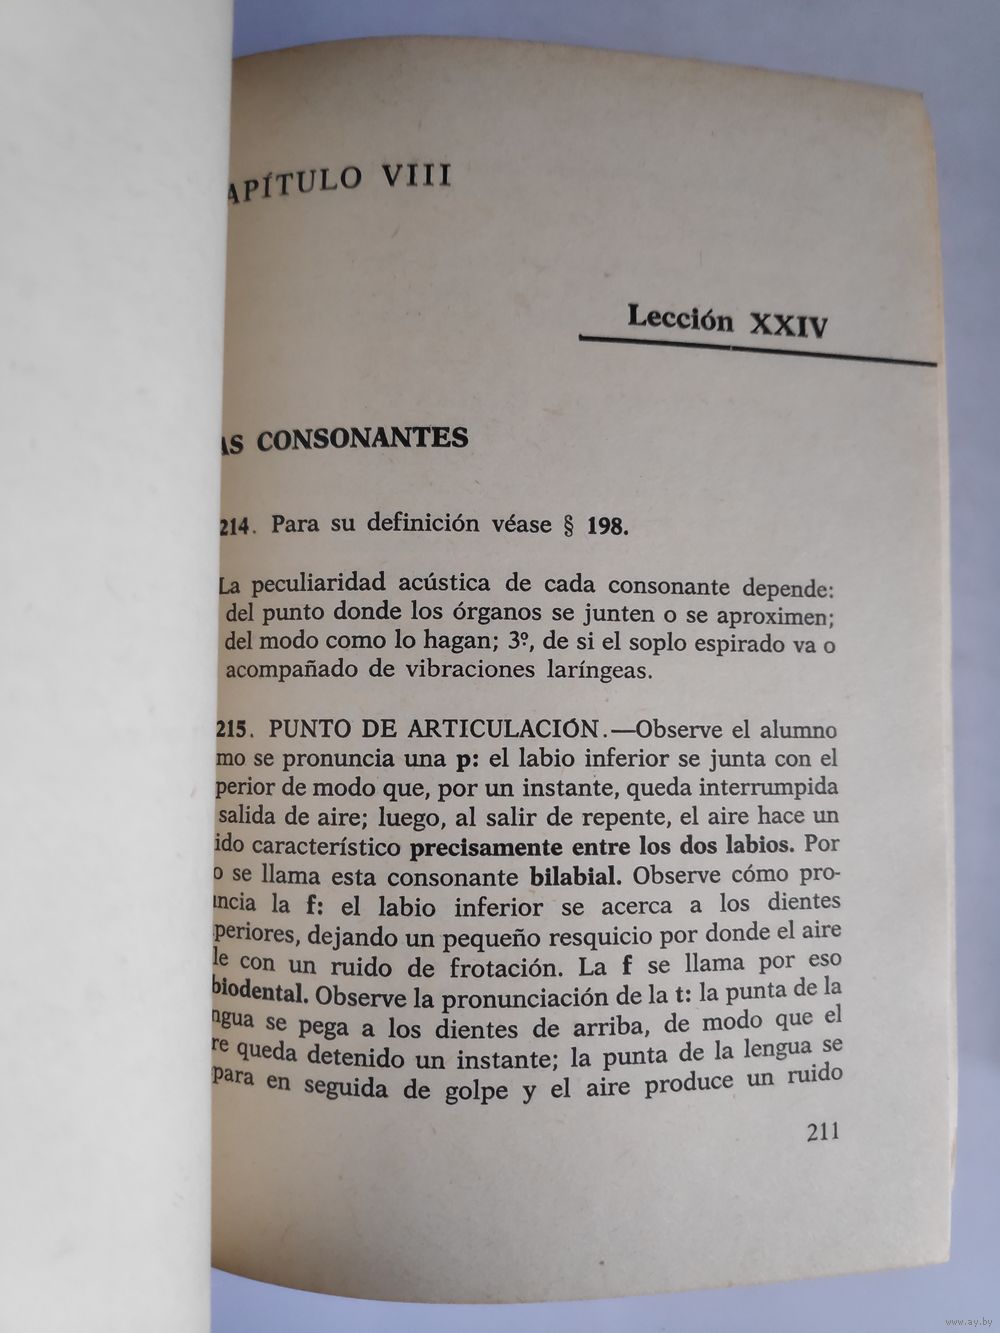 APÍTULO VIII
Lección XXIV
AS CONSONANTES
214. Para su definición véase § 198.
La peculiaridad acústica de cada consonante depende:
del punto donde los órganos se junten o se aproximen;
del modo como lo hagan; 3º, de si el soplo espirado va o
acompañado de vibraciones laríngeas.
215. PUNTO DE ARTICULACIÓN.—Observe el alumno
mo se pronuncia una p: el labio inferior se junta con el
perior de modo que, por un instante, queda interrumpida
salida de aire; luego, al salir de repente, el aire hace un
ido característico precisamente entre los dos labios. Por
o se llama esta consonante bilabial. Observe cómo pro-
ncia la f: el labio inferior se acerca a los dientes
periores, dejando un pequeño resquicio por donde el aire
le con un ruido de frotación. La f se llama por eso
biodental. Observe la pronunciación de la t: la punta de la
ngua se pega a los dientes de arriba, de modo que el
re queda detenido un instante; la punta de la lengua se
para en seguida de golpe y el aire produce un ruido
211
www.ay.by